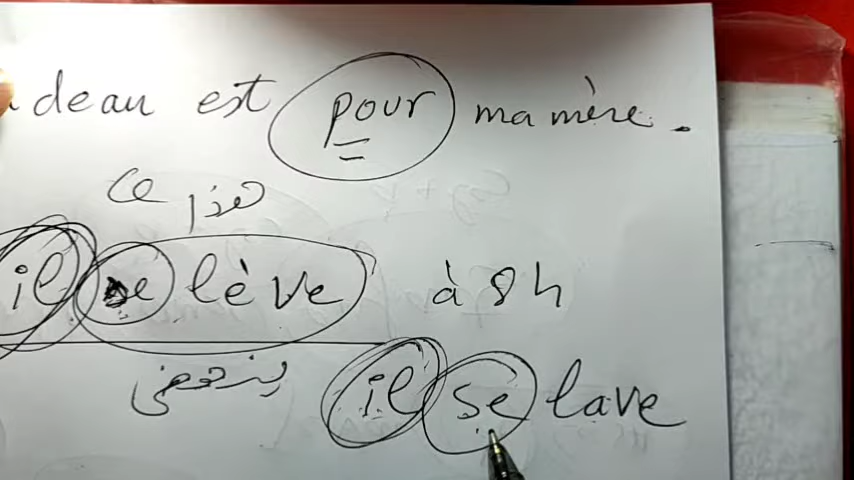 deau est pour ma mère.
ce هذا
il se lève à 8h
ينهض il se lave